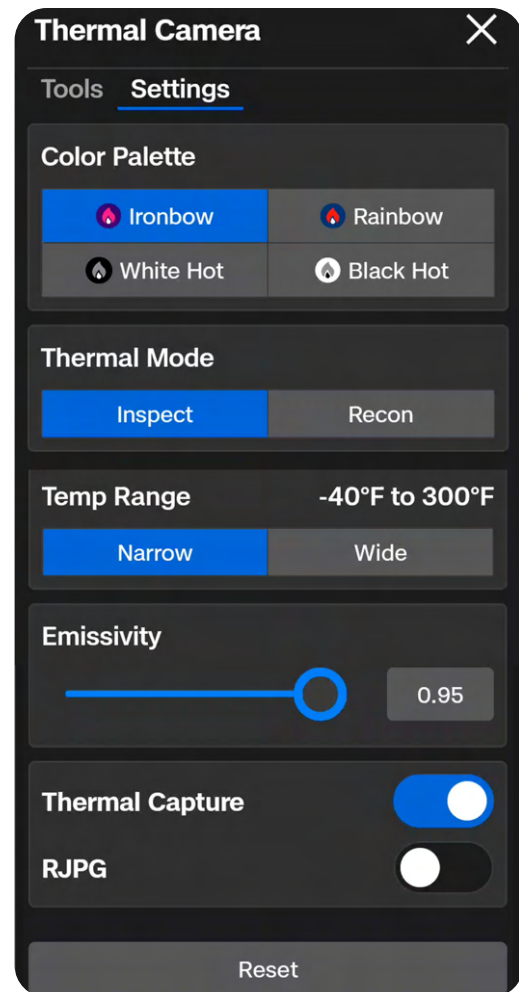 Thermal Camera
Tools Settings
Color Palette
Ironbow Rainbow
White Hot Black Hot
Thermal Mode
Inspect Recon
Temp Range -40°F to 300°F
Narrow Wide
Emissivity
0.95
Thermal Capture
RJPG
Reset